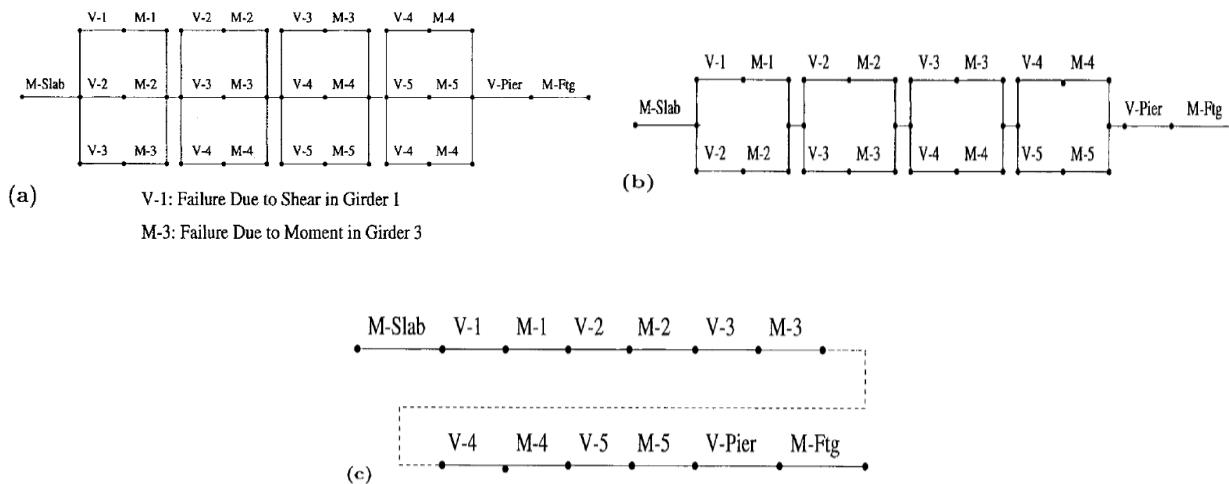 V-1 M-1 V-2 M-2 V-3 M-3 V-4 M-4
M-Slab V-2 M-2 V-3 M-3 V-4 M-4 V-5 M-5 V-Pier M-Ftg
V-3 M-3 V-4 M-4 V-5 M-5 V-4 M-4
(a)
V-1: Failure Due to Shear in Girder 1
M-3: Failure Due to Moment in Girder 3
V-1 M-1 V-2 M-2 V-3 M-3 V-4 M-4
M-Slab V-Pier M-Ftg
V-2 M-2 V-3 M-3 V-4 M-4 V-5 M-5
(b)
M-Slab V-1 M-1 V-2 M-2 V-3 M-3
V-4 M-4 V-5 M-5 V-Pier M-Ftg
(c)